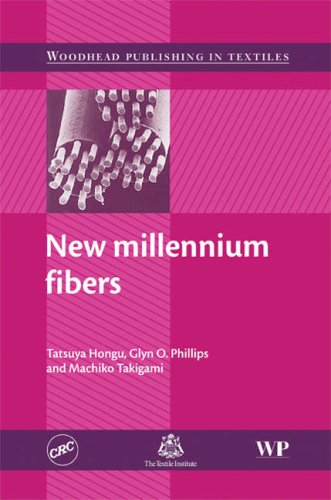 WOODHEAD PUBLISHING IN TEXTILES
New millennium
fibers
Tatsuya Hongu, Glyn O. Phillips
and Machiko Takigami
CRC
The Textile Institute
WP